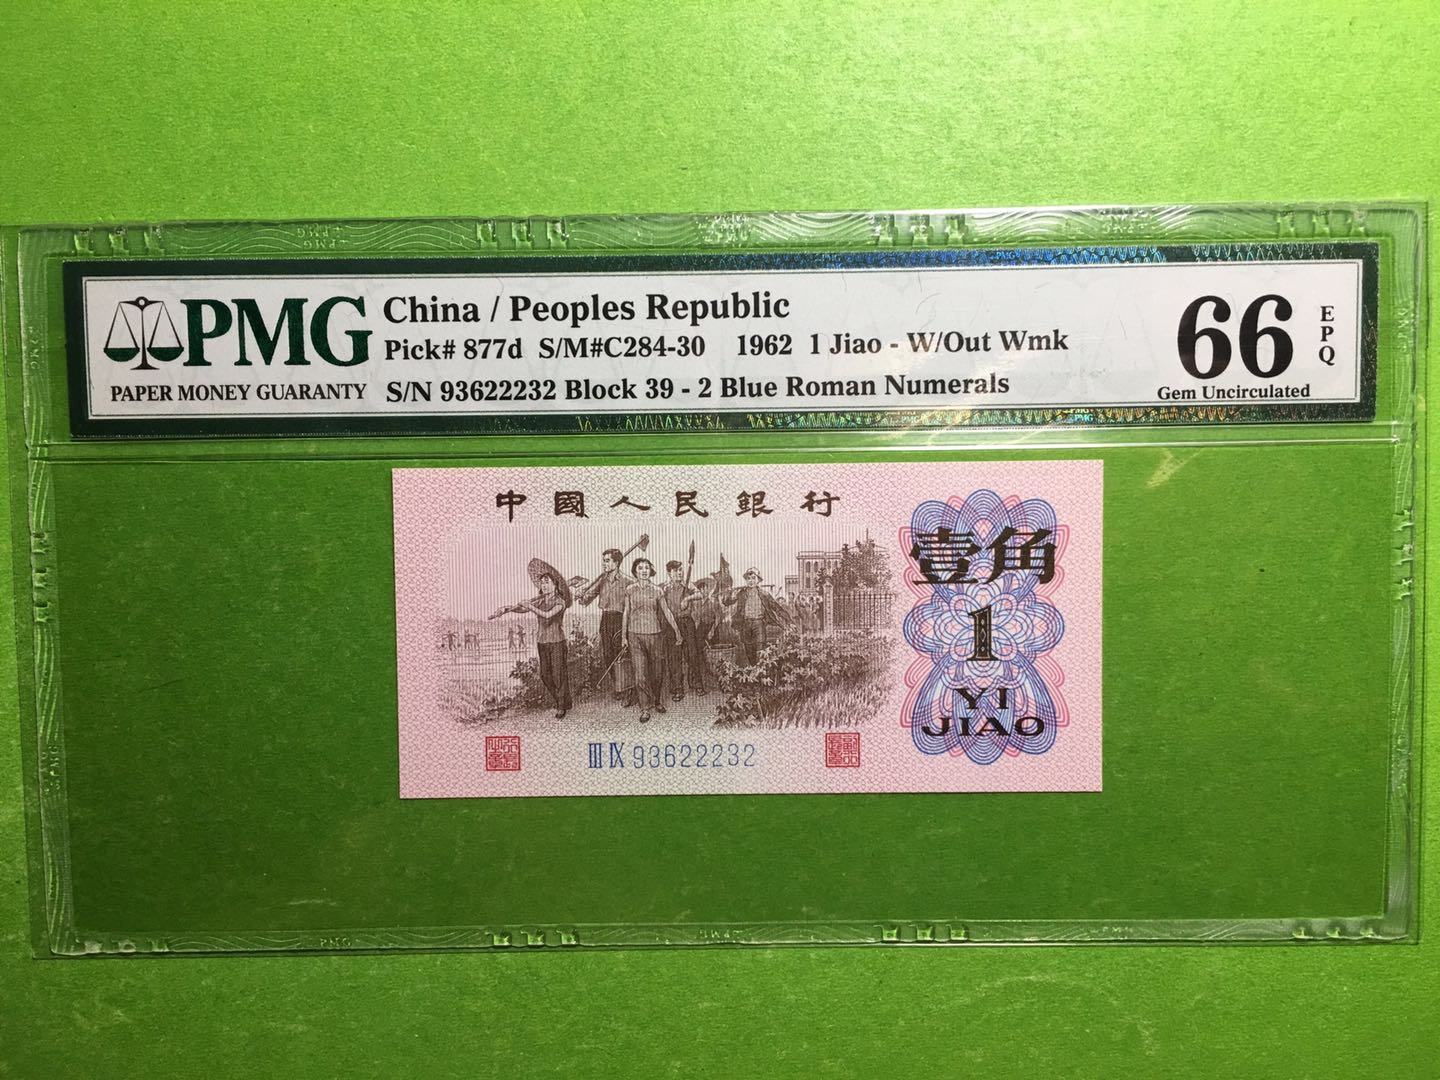 PMG
PAPER MONEY GUARANTY
China / Peoples Republic
Pick# 877d S/M#C284-30 1962 1 Jiao - W/Out Wmk
S/N 93622232 Block 39 - 2 Blue Roman Numerals
66
EPQ
Gem Uncirculated
中國人民銀行
壹角
1
YI
JIAO
ⅢⅨ93622232